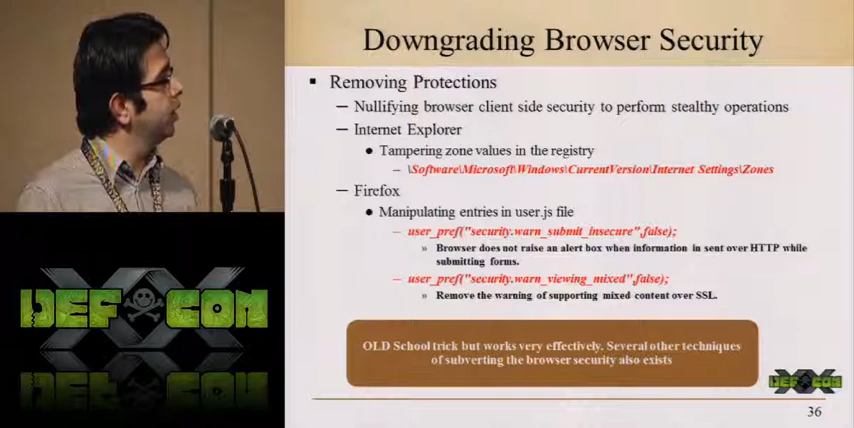 Downgrading Browser Security
▪ Removing Protections
– Nullifying browser client side security to perform stealthy operations
– Internet Explorer
• Tampering zone values in the registry
– \Software\Microsoft\Windows\CurrentVersion\Internet Settings\Zones
– Firefox
• Manipulating entries in user.js file
– user_pref("security.warn_submit_insecure",false);
» Browser does not raise an alert box when information in sent over HTTP while
submitting forms.
– user_pref("security.warn_viewing_mixed",false);
» Remove the warning of supporting mixed content over SSL.
OLD School trick but works very effectively. Several other techniques
of subverting the browser security also exists
DEF CON
XX
DEF CON
XX
36